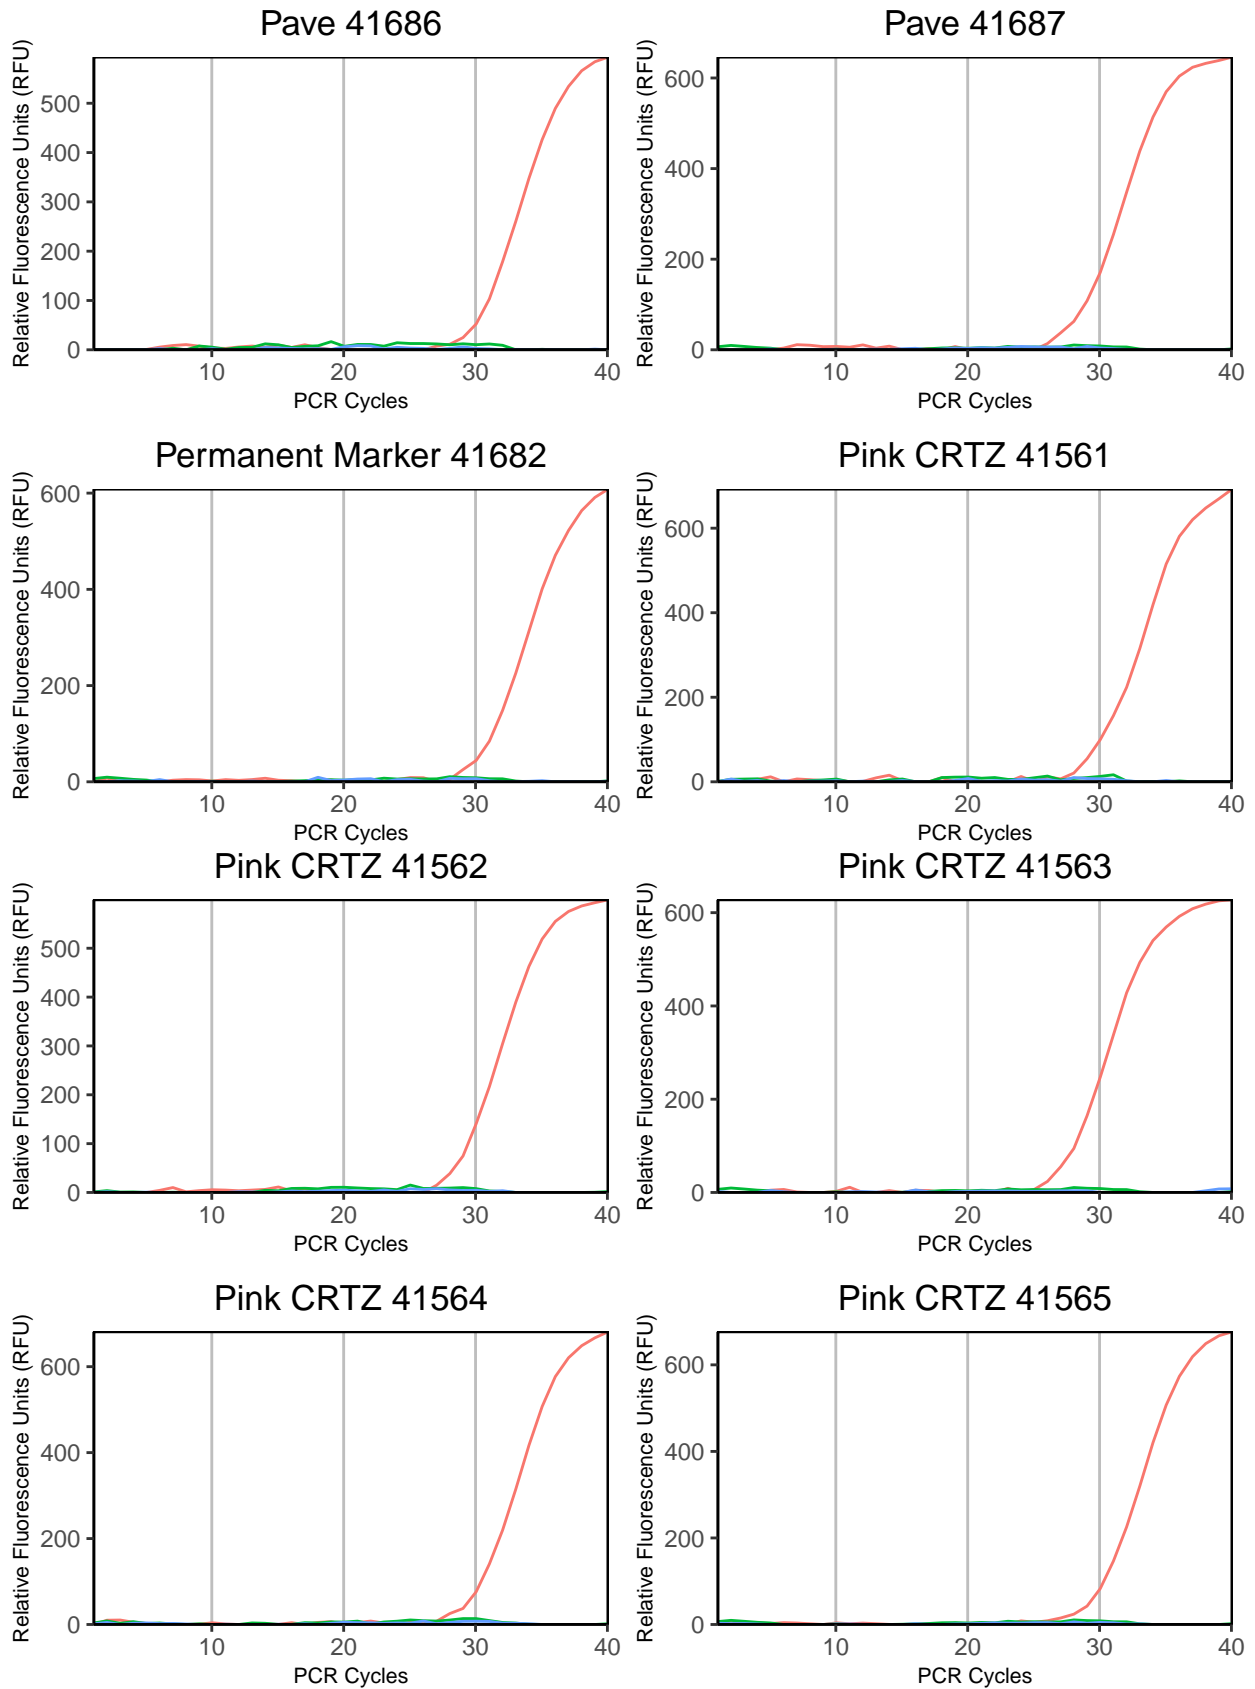 Pave 41686
Relative Fluorescence Units (RFU)
500
400
300
200
100
0
10 20 30 40
PCR Cycles
Pave 41687
Relative Fluorescence Units (RFU)
600
400
200
0
10 20 30 40
PCR Cycles
Permanent Marker 41682
Relative Fluorescence Units (RFU)
600
400
200
0
10 20 30 40
PCR Cycles
Pink CRTZ 41561
Relative Fluorescence Units (RFU)
600
400
200
0
10 20 30 40
PCR Cycles
Pink CRTZ 41562
Relative Fluorescence Units (RFU)
500
400
300
200
100
0
10 20 30 40
PCR Cycles
Pink CRTZ 41563
Relative Fluorescence Units (RFU)
600
400
200
0
10 20 30 40
PCR Cycles
Pink CRTZ 41564
Relative Fluorescence Units (RFU)
600
400
200
0
10 20 30 40
PCR Cycles
Pink CRTZ 41565
Relative Fluorescence Units (RFU)
600
400
200
0
10 20 30 40
PCR Cycles